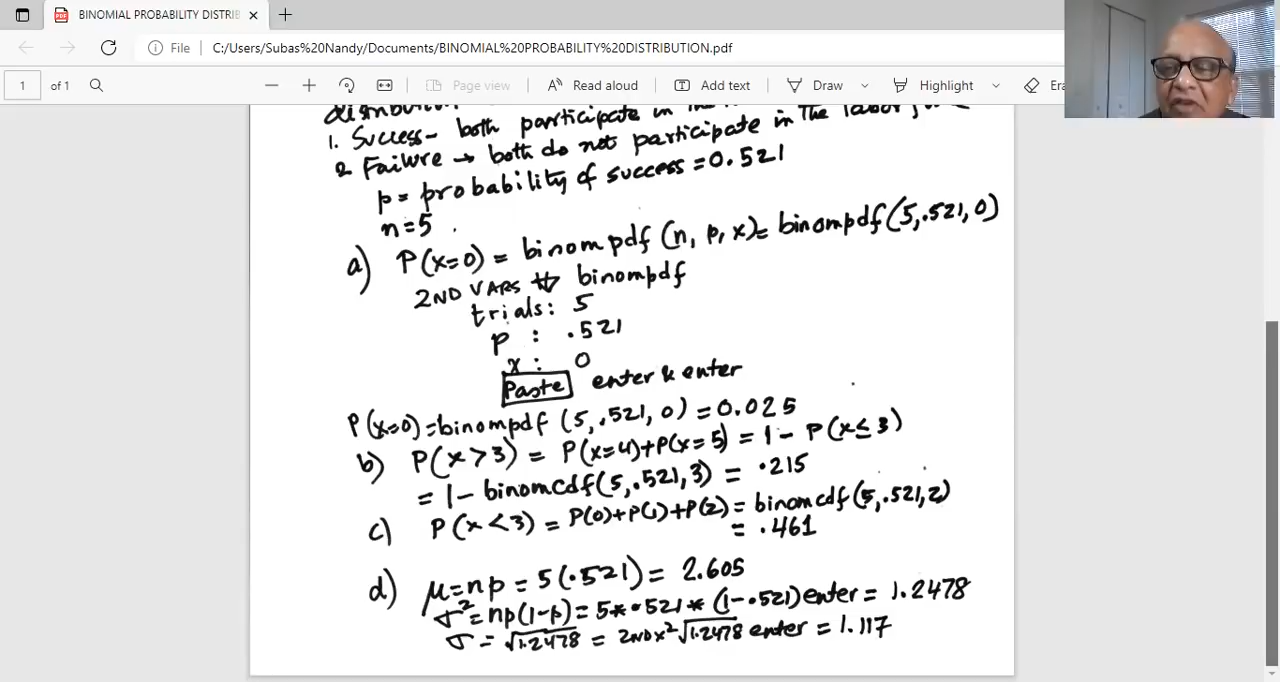 BINOMIAL PROBABILITY DISTRIB
File C:/Users/Subas%20Nandy/Documents/BINOMIAL%20PROBABILITY%20DISTRIBUTION.pdf
1 of 1 Page view Read aloud Add text Draw Highlight Era
1. Success- both participate in the
2 Failure → both do not participate in the labor
p = probability of success = 0.521
n=5
a) P(x=0) = binompdf (n, p, x) = binompdf(5,.521,0)
2ND VARS binompdf
trials: 5
p : .521
x : 0
Paste enter & enter
P(x=0)=binompdf (5,.521,0) = 0.025
b) P(x>3) = P(x=4)+P(x=5) = 1- P(x≤3)
= 1- binomcdf(5,.521,3) = .215
c) P(x<3) = P(0)+P(1)+P(2) = binomcdf(5,.521,2)
= .461
d) μ=np = 5(.521) = 2.605
σ²=np(1-p)=5*.521*(1-.521)enter = 1.2478
σ = √1.2478 = 2ND x² √1.2478 enter = 1.117